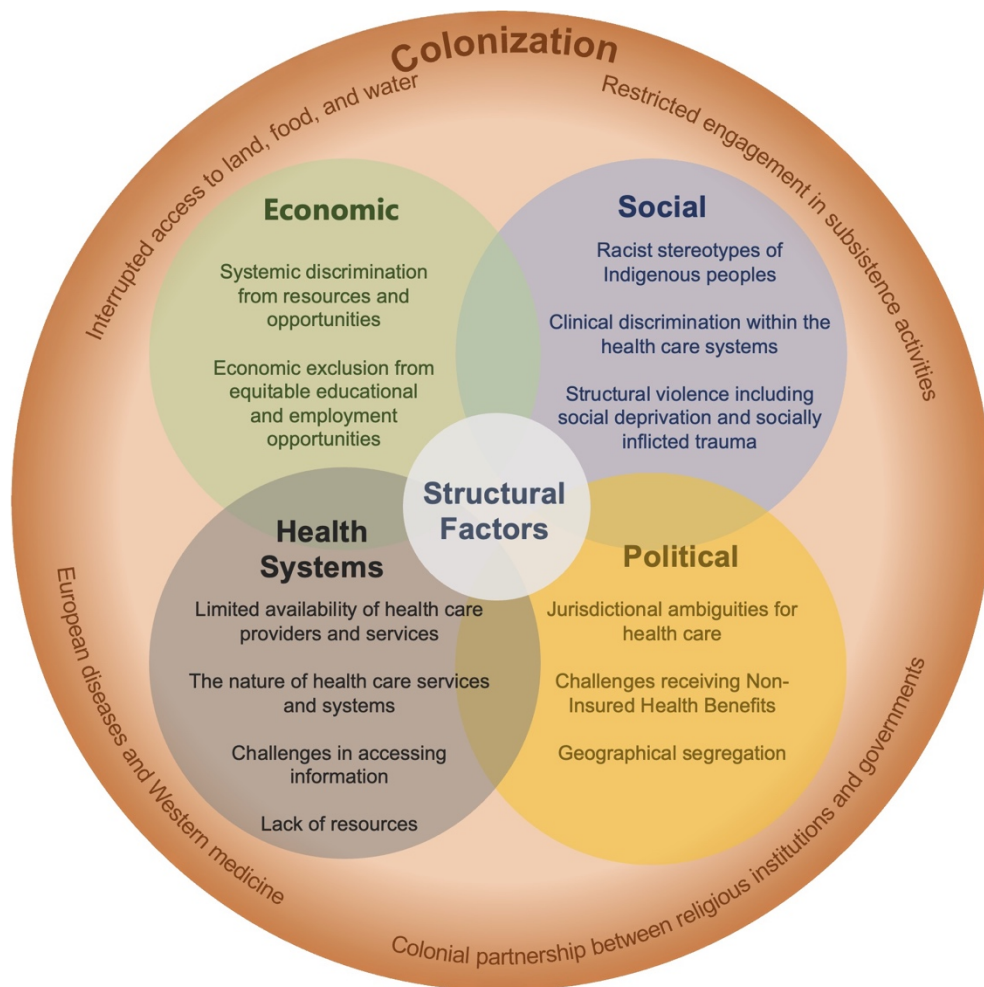 Colonization
Interrupted access to land, food, and water
Restricted engagement in subsistence activities
Economic
Systemic discrimination
from resources and
opportunities
Economic exclusion from
equitable educational
and employment
opportunities
Social
Racist stereotypes of
Indigenous peoples
Clinical discrimination within the
health care systems
Structural violence including
social deprivation and socially
inflicted trauma
Structural
Factors
Health
Systems
Limited availability of health care
providers and services
The nature of health care services
and systems
Challenges in accessing
information
Lack of resources
Political
Jurisdictional ambiguities for
health care
Challenges receiving Non-
Insured Health Benefits
Geographical segregation
European diseases and Western medicine
Colonial partnership between religious institutions and governments